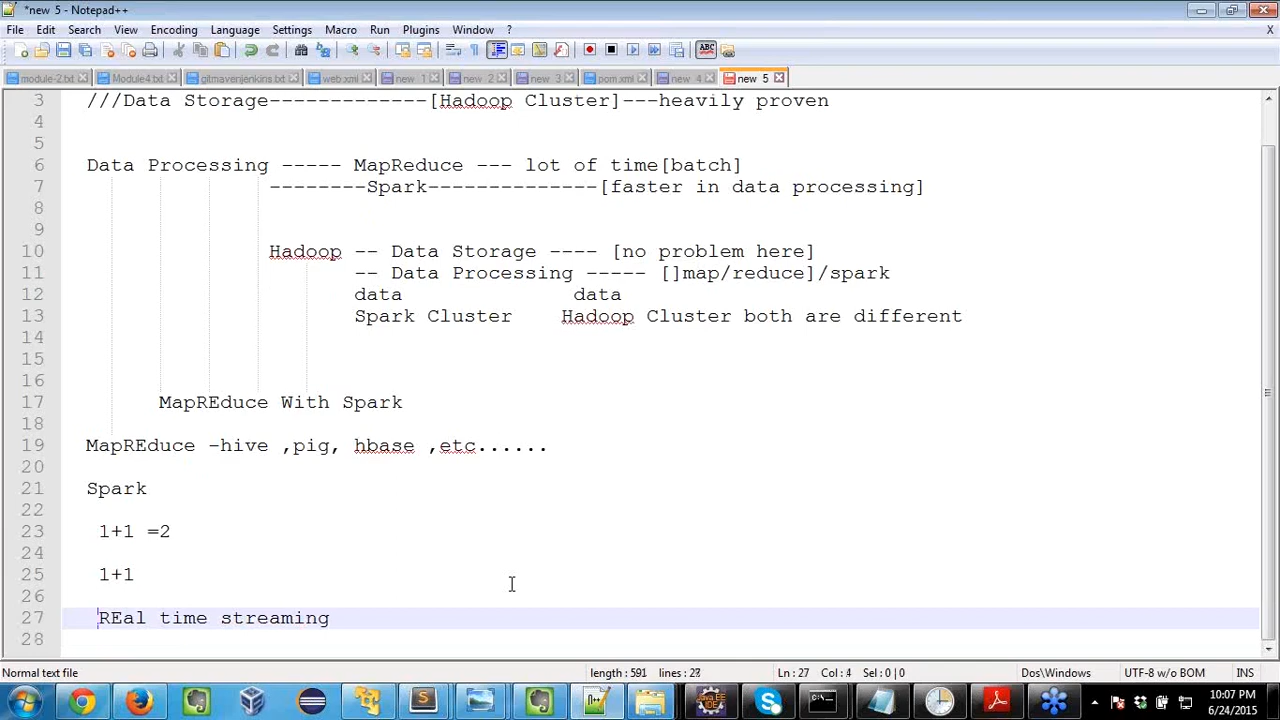 *new 5 - Notepad++
File Edit Search View Encoding Language Settings Macro Run Plugins Window ? X
module-2.txt Module4.txt gitmavenjenkins.txt web.xml new 1 new 2 new 3 pom.xml new 4 new 5
3 ///Data Storage-------------[Hadoop Cluster]---heavily proven
4
5
6 Data Processing ----- MapReduce --- lot of time[batch]
7 --------Spark--------------[faster in data processing]
8
9
10 Hadoop -- Data Storage ---- [no problem here]
11 -- Data Processing ----- []map/reduce]/spark
12 data data
13 Spark Cluster Hadoop Cluster both are different
14
15
16
17 MapREduce With Spark
18
19 MapREduce -hive ,pig, hbase ,etc......
20
21 Spark
22
23 1+1 =2
24
25 1+1
26
27 REal time streaming
28
Normal text file length : 591 lines : 28 Ln : 27 Col : 4 Sel : 0 | 0 Dos\Windows UTF-8 w/o BOM INS
10:07 PM
6/24/2015